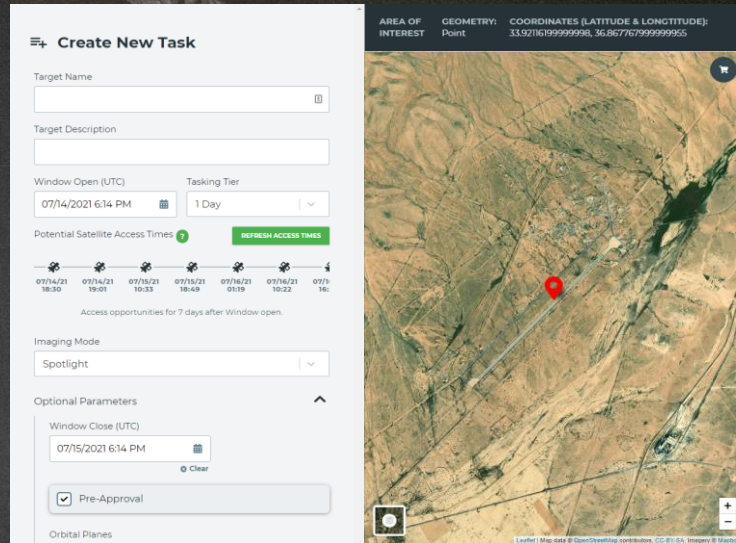 Create New Task
Target Name
Target Description
Window Open (UTC)
Tasking Tier
07/14/2021 6:14 PM
1 Day
Potential Satellite Access Times ?
REFRESH ACCESS TIMES
07/14/21 07/14/21 07/15/21 07/15/21 07/16/21 07/16/21 07/1
18:30 19:01 10:33 18:49 01:19 10:22 16:
Access opportunities for 7 days after Window open.
Imaging Mode
Spotlight
Optional Parameters
Window Close (UTC)
07/15/2021 6:14 PM
Clear
Pre-Approval
Orbital Planes
AREA OF
INTEREST
GEOMETRY:
Point
COORDINATES (LATITUDE & LONGTITUDE):
33.92116199999998, 36.867767999999955
+
−
Leaflet | Map data © OpenStreetMap contributors, CC-BY-SA, Imagery © Mapbo